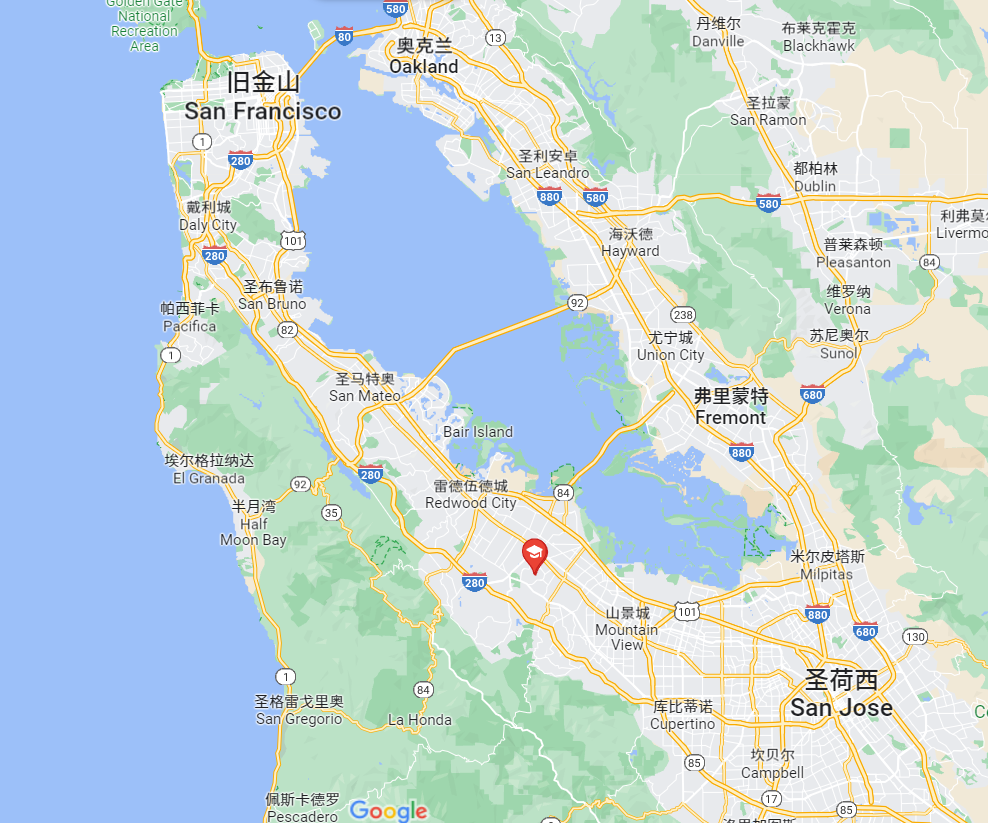 Golden Gate
National
Recreation
Area
580
80
13
奥克兰
Oakland
丹维尔
Danville
布莱克霍克
Blackhawk
旧金山
San Francisco
圣拉蒙
San Ramon
1
280
圣利安卓
San Leandro
都柏林
Dublin
880
580
580
戴利城
Daly City
利弗莫尔
Livermo
101
海沃德
Hayward
普莱森顿
Pleasanton
280
84
圣布鲁诺
San Bruno
维罗纳
Verona
帕西菲卡
Pacifica
92
238
82
尤宁城
Union City
苏尼奥尔
Sunol
1
圣马特奥
San Mateo
弗里蒙特
Fremont
680
Bair Island
880
埃尔格拉纳达
El Granada
280
92
雷德伍德城
Redwood City
84
半月湾
Half
Moon Bay
35
米尔皮塔斯
Milpitas
280
山景城
Mountain
View
101
880
680
130
1
84
圣荷西
San Jose
圣格雷戈里奥
San Gregorio
La Honda
库比蒂诺
Cupertino
坎贝尔
Campbell
85
17
85
佩斯卡德罗
Pescadero
Google